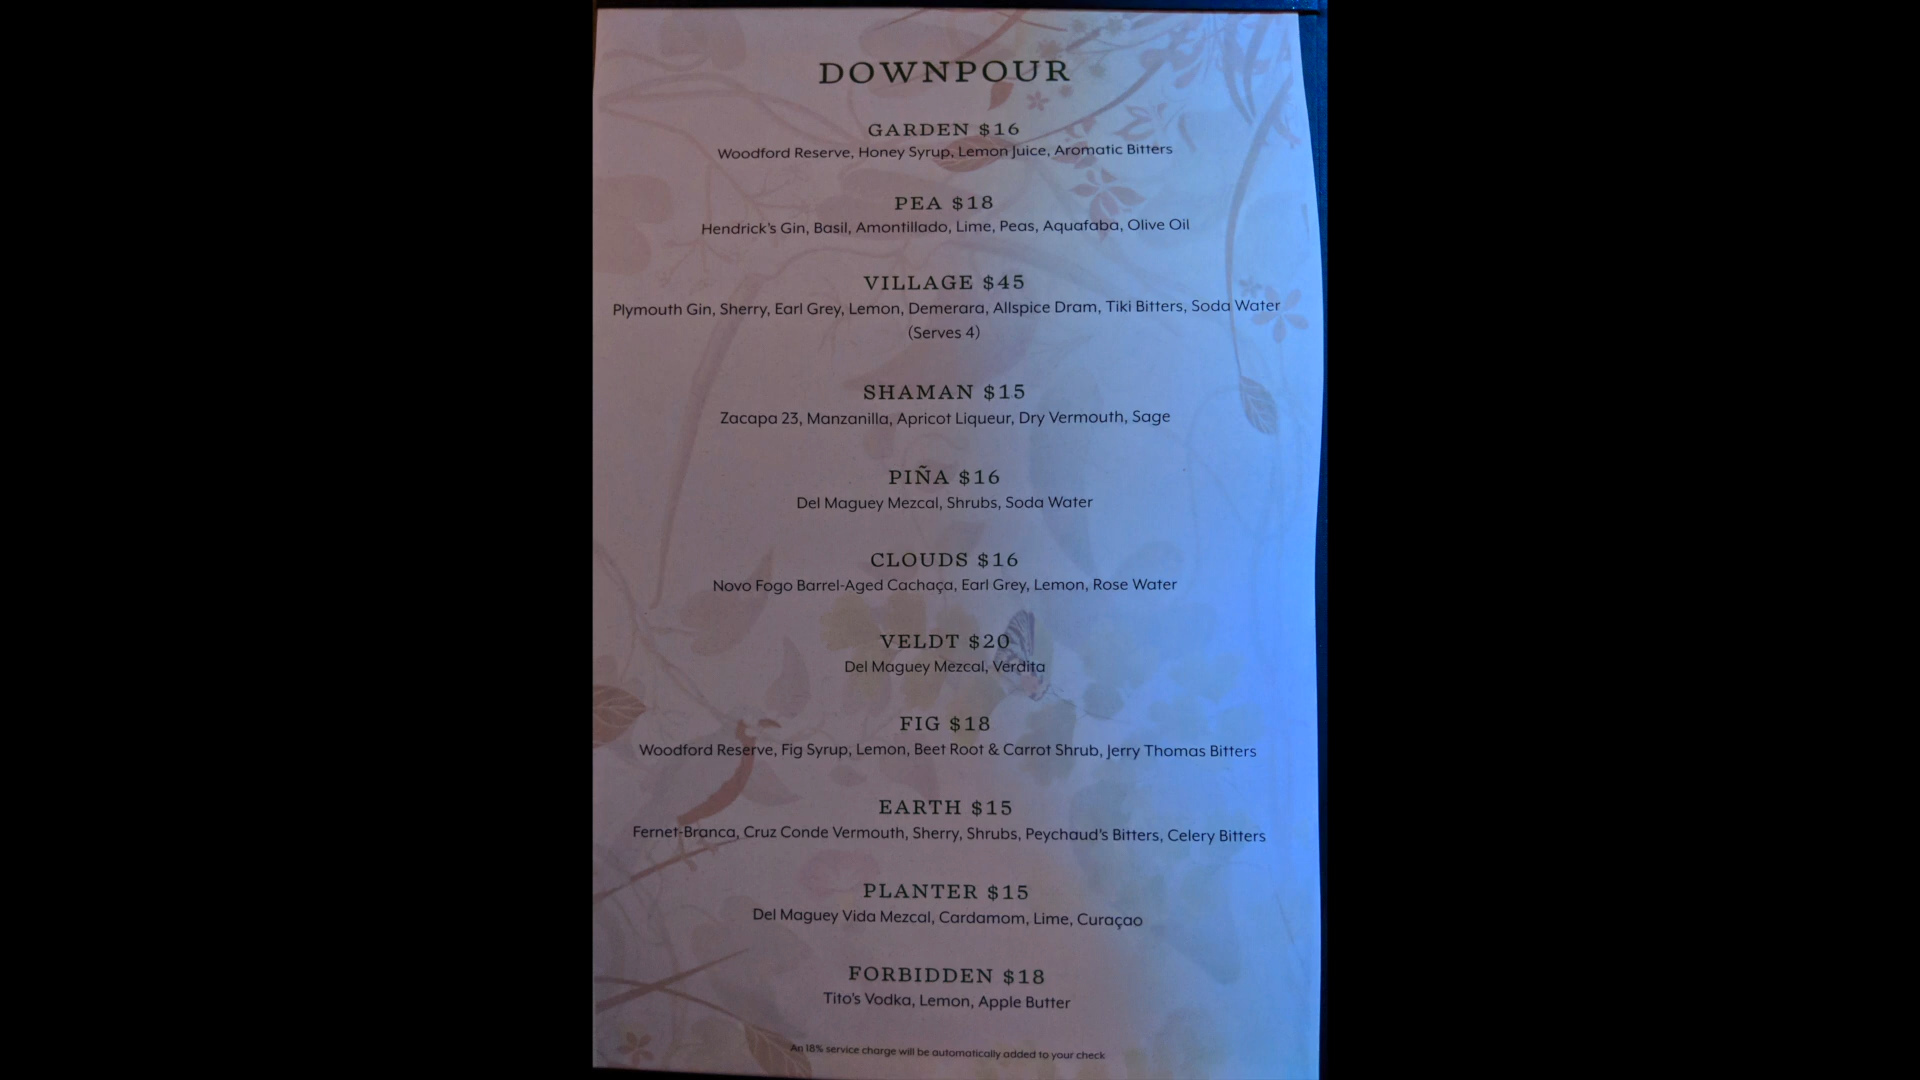 DOWNPOUR
GARDEN $16
Woodford Reserve, Honey Syrup, Lemon Juice, Aromatic Bitters
PEA $18
Hendrick's Gin, Basil, Amontillado, Lime, Peas, Aquafaba, Olive Oil
VILLAGE $45
Plymouth Gin, Sherry, Earl Grey, Lemon, Demerara, Allspice Dram, Tiki Bitters, Soda Water
(Serves 4)
SHAMAN $15
Zacapa 23, Manzanilla, Apricot Liqueur, Dry Vermouth, Sage
PIÑA $16
Del Maguey Mezcal, Shrubs, Soda Water
CLOUDS $16
Novo Fogo Barrel-Aged Cachaça, Earl Grey, Lemon, Rose Water
VELDT $20
Del Maguey Mezcal, Verdita
FIG $18
Woodford Reserve, Fig Syrup, Lemon, Beet Root & Carrot Shrub, Jerry Thomas Bitters
EARTH $15
Fernet-Branca, Cruz Conde Vermouth, Sherry, Shrubs, Peychaud's Bitters, Celery Bitters
PLANTER $15
Del Maguey Vida Mezcal, Cardamom, Lime, Curaçao
FORBIDDEN $18
Tito's Vodka, Lemon, Apple Butter
An 18% service charge will be automatically added to your check